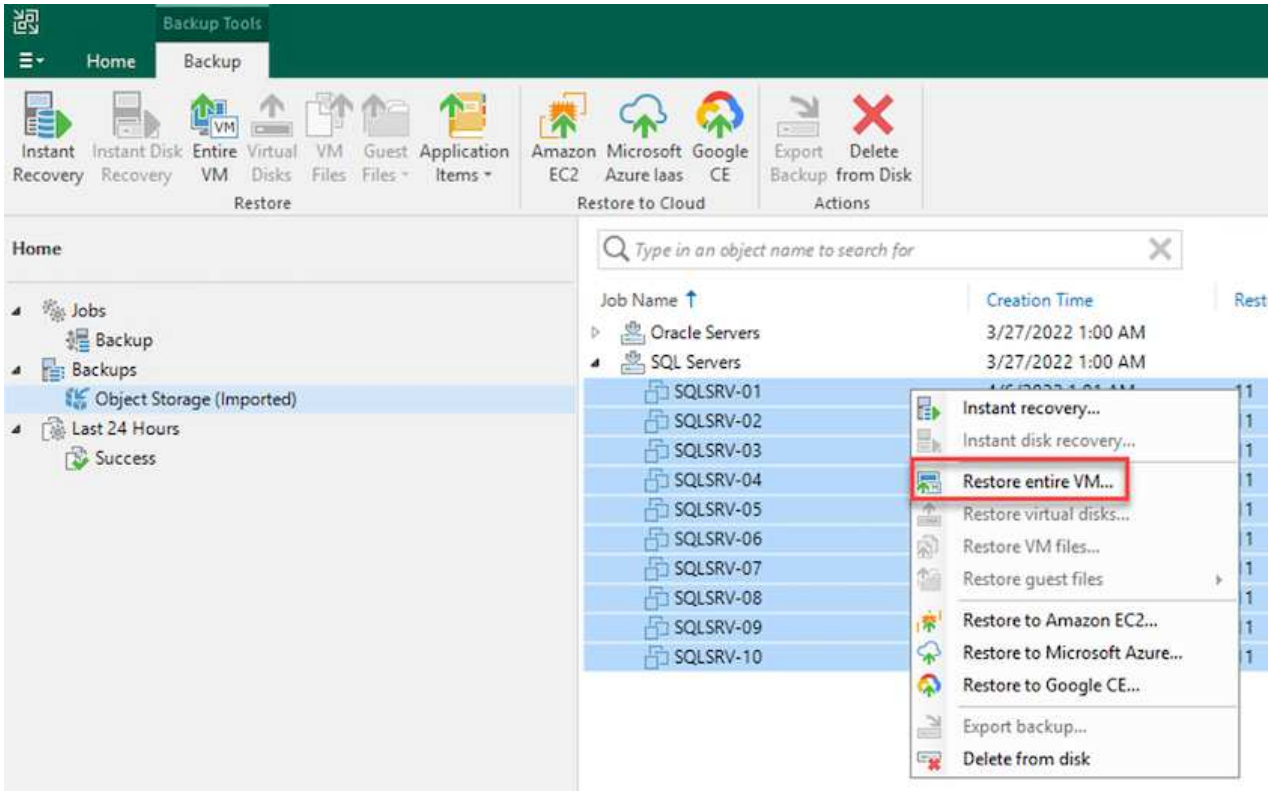 Backup Tools
Home Backup
Instant Recovery
Instant Disk Recovery
Entire VM
VM
Virtual Disks
VM Files
Guest Files
Application Items
Restore
Amazon EC2
Microsoft Azure Iaas
Google CE
Restore to Cloud
Export Backup
Delete from Disk
Actions
Home
Jobs
Backup
Backups
Object Storage (Imported)
Last 24 Hours
Success
Type in an object name to search for
Job Name Creation Time Rest
Oracle Servers 3/27/2022 1:00 AM
SQL Servers 3/27/2022 1:00 AM
SQLSRV-01 11
SQLSRV-02
SQLSRV-03
SQLSRV-04
SQLSRV-05
SQLSRV-06
SQLSRV-07
SQLSRV-08
SQLSRV-09
SQLSRV-10
Instant recovery...
Instant disk recovery...
Restore entire VM...
Restore virtual disks...
Restore VM files...
Restore guest files
Restore to Amazon EC2...
Restore to Microsoft Azure...
Restore to Google CE...
Export backup...
Delete from disk